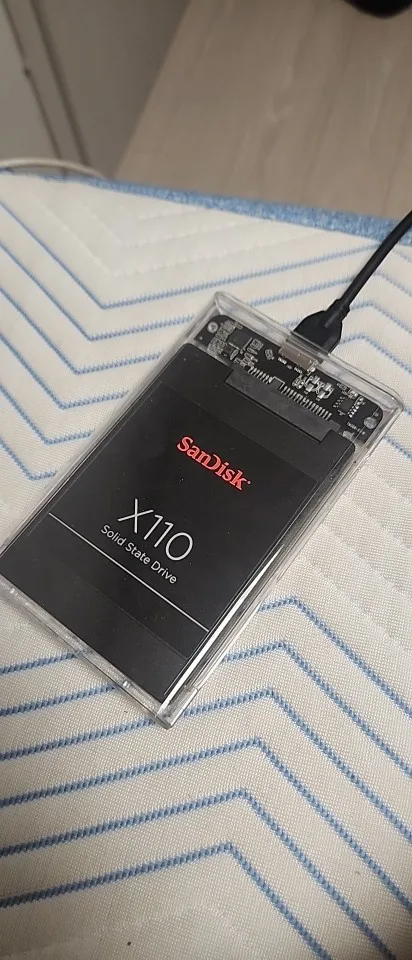 SanDisk
X110
Solid State Drive